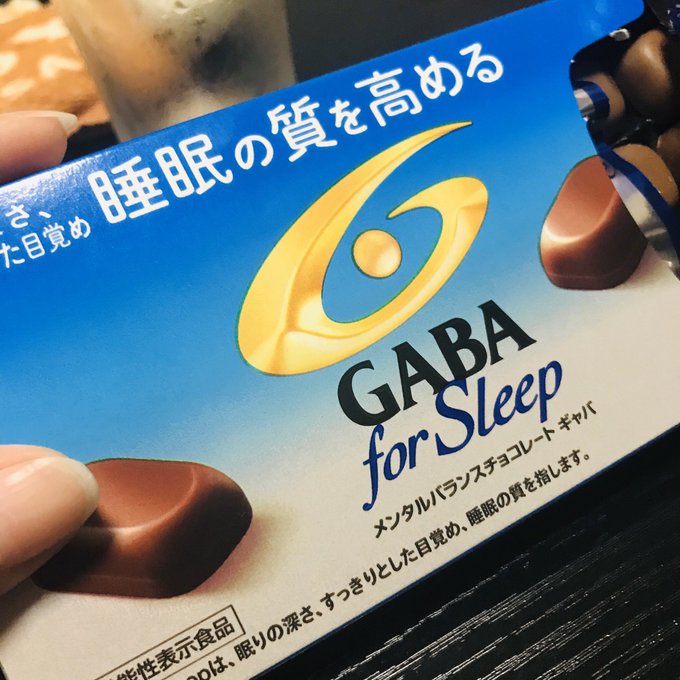 さ、
た目覚め
睡眠の質を高める
GABA
for Sleep
メンタルバランスチョコレート ギャバ
能性表示食品
epは、眠りの深さ、すっきりとした目覚め、睡眠の質を指します。